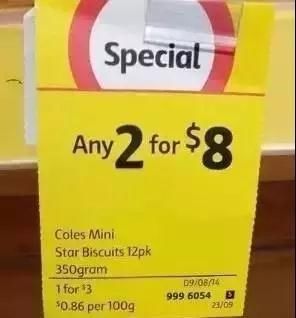 Special
Any 2 for $8
Coles Mini
Star Biscuits 12pk
350gram
1 for $3
$0.86 per 100g
09/08/14
999 6054
23/09